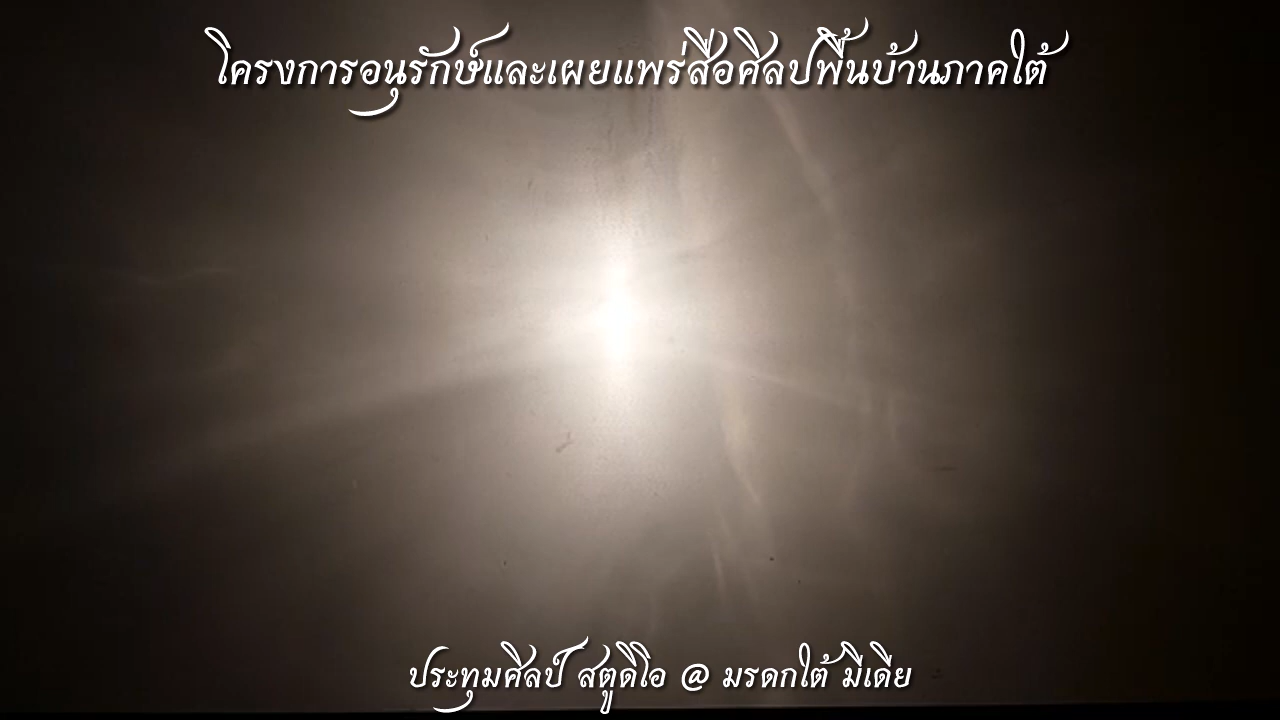 โครงการอนุรักษ์และเผยแพร่สื่อศิลปพื้นบ้านภาคใต้
ประทุมศิลป์ สตูดิโอ @ มรดกใต้ มีเดีย